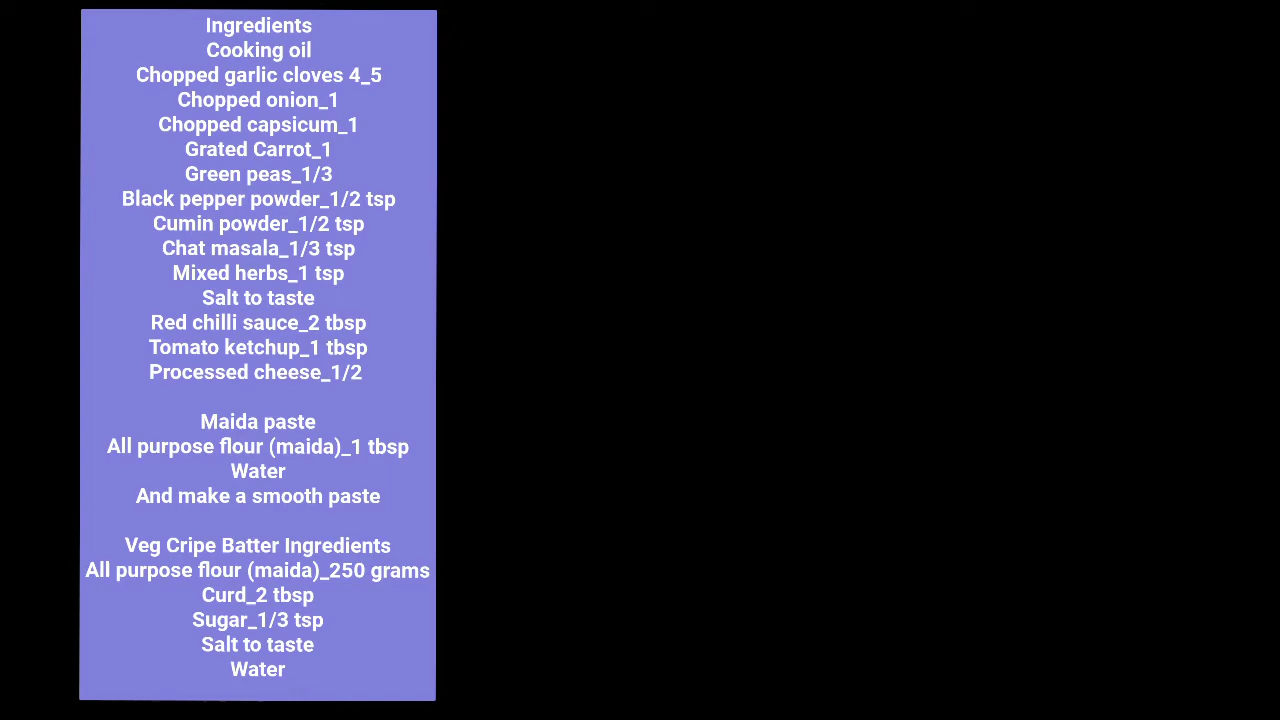 Ingredients
Cooking oil
Chopped garlic cloves 4_5
Chopped onion_1
Chopped capsicum_1
Grated Carrot_1
Green peas_1/3
Black pepper powder_1/2 tsp
Cumin powder_1/2 tsp
Chat masala_1/3 tsp
Mixed herbs_1 tsp
Salt to taste
Red chilli sauce_2 tbsp
Tomato ketchup_1 tbsp
Processed cheese_1/2
Maida paste
All purpose flour (maida)_1 tbsp
Water
And make a smooth paste
Veg Cripe Batter Ingredients
All purpose flour (maida)_250 grams
Curd_2 tbsp
Sugar_1/3 tsp
Salt to taste
Water